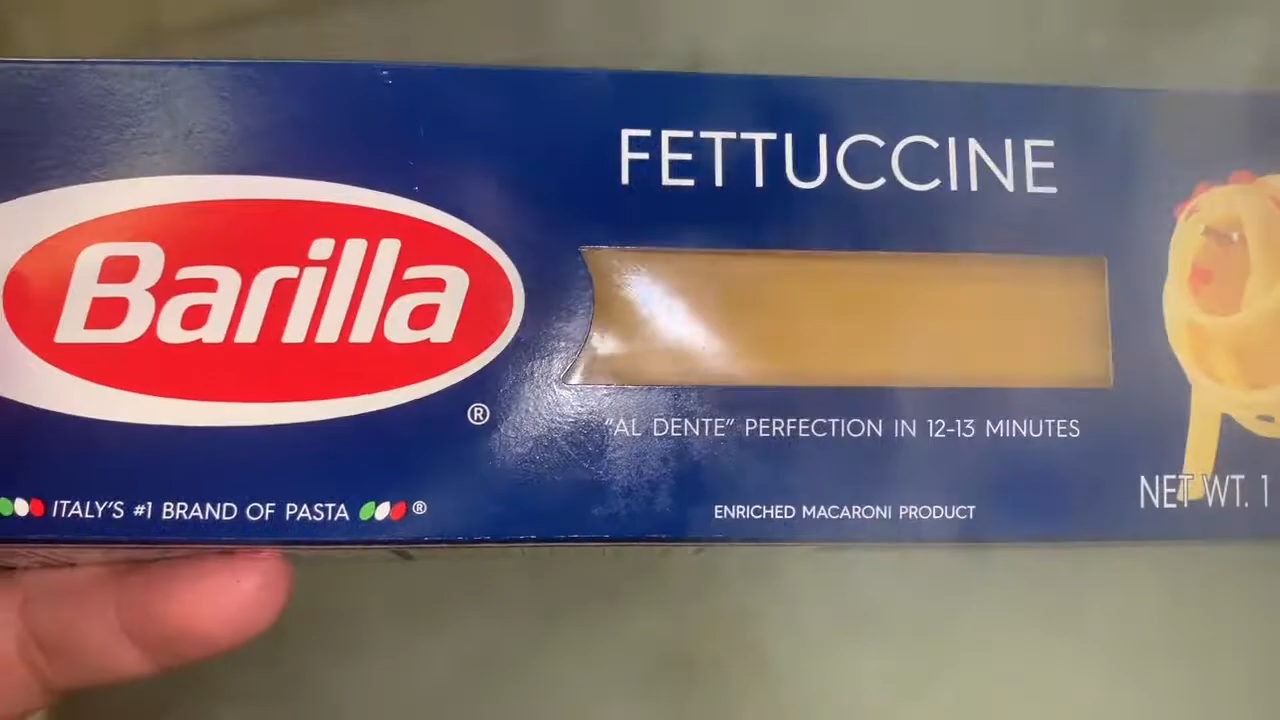 FETTUCCINE
Barilla
®
"AL DENTE" PERFECTION IN 12-13 MINUTES
ITALY'S #1 BRAND OF PASTA ®
ENRICHED MACARONI PRODUCT
NET WT. 1